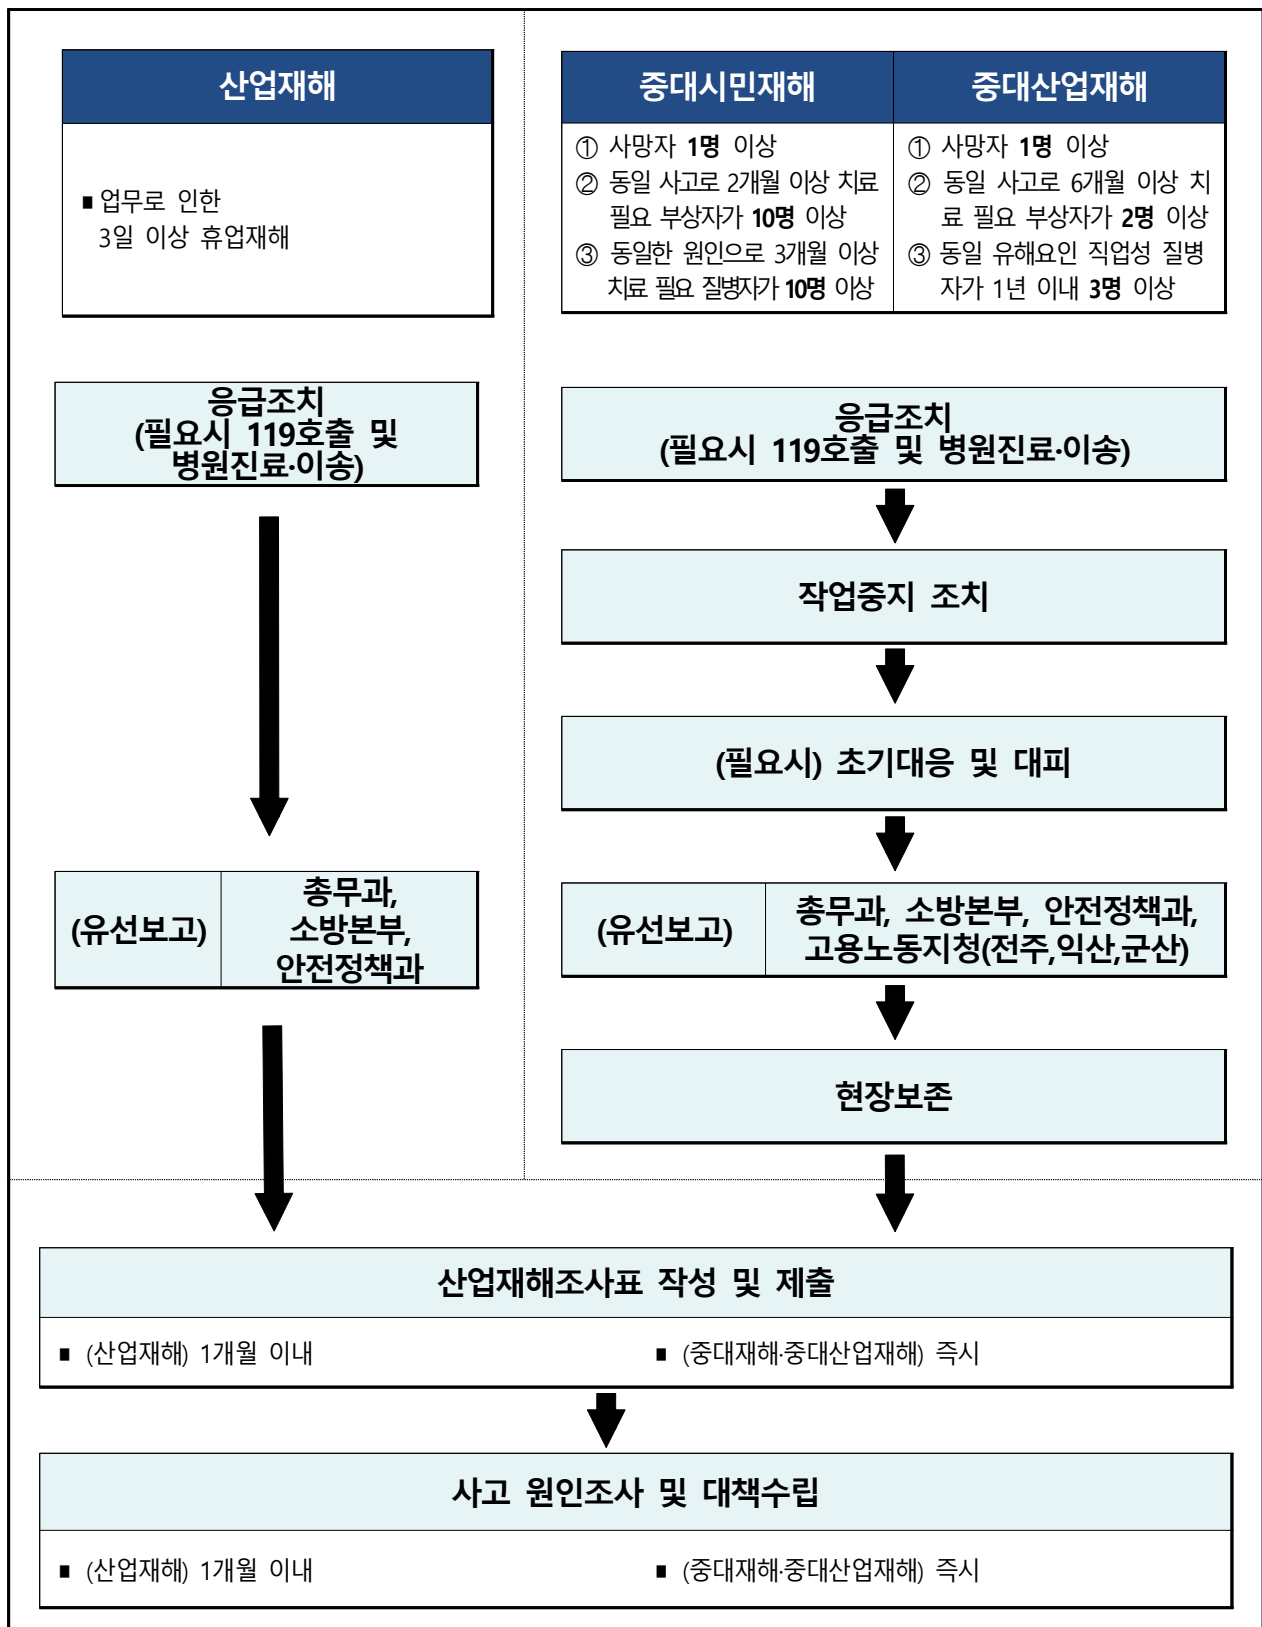 산업재해
■ 업무로 인한
3일 이상 휴업재해
중대시민재해
① 사망자 1명 이상
② 동일 사고로 2개월 이상 치료
필요 부상자가 10명 이상
③ 동일한 원인으로 3개월 이상
치료 필요 질병자가 10명 이상
중대산업재해
① 사망자 1명 이상
② 동일 사고로 6개월 이상 치
료 필요 부상자가 2명 이상
③ 동일 유해요인 직업성 질병
자가 1년 이내 3명 이상
응급조치
(필요시 119호출 및
병원진료·이송)
(유선보고)
총무과,
소방본부,
안전정책과
응급조치
(필요시 119호출 및 병원진료·이송)
작업중지 조치
(필요시) 초기대응 및 대피
(유선보고)
총무과, 소방본부, 안전정책과,
고용노동지청(전주,익산,군산)
현장보존
산업재해조사표 작성 및 제출
■ (산업재해) 1개월 이내
■ (중대재해·중대산업재해) 즉시
사고 원인조사 및 대책수립
■ (산업재해) 1개월 이내
■ (중대재해·중대산업재해) 즉시